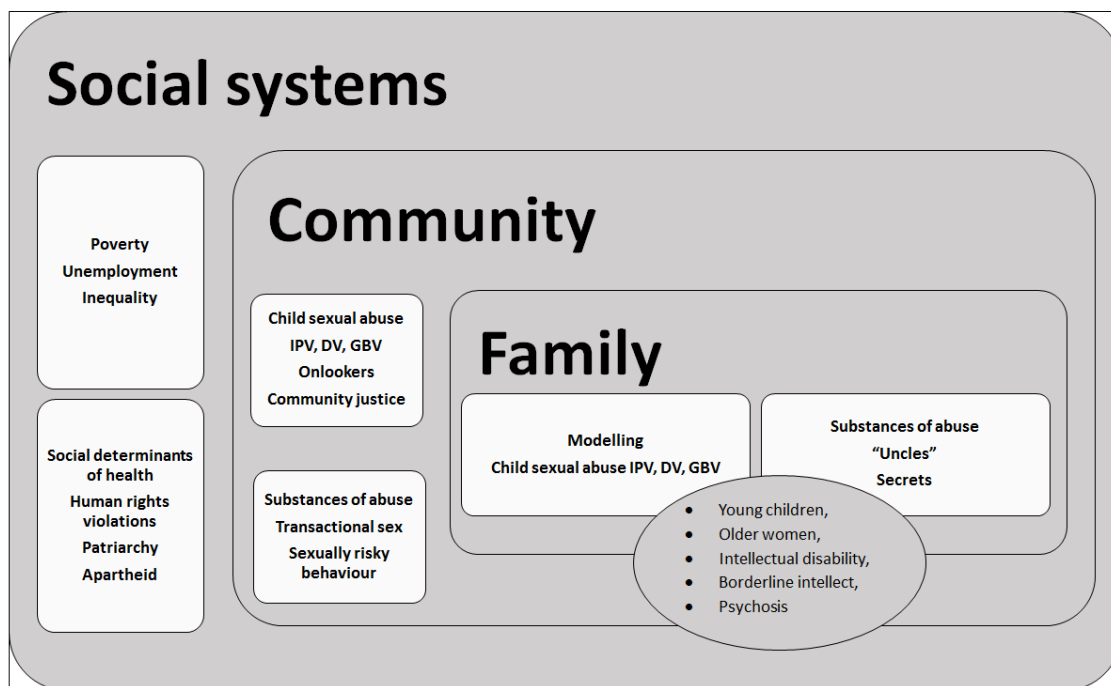 Social systems
Poverty
Unemployment
Inequality
Social determinants
of health
Human rights
violations
Patriarchy
Apartheid
Community
Child sexual abuse
IPV, DV, GBV
Onlookers
Community justice
Substances of abuse
Transactional sex
Sexually risky
behaviour
Family
Modelling
Child sexual abuse IPV, DV, GBV
Substances of abuse
“Uncles”
Secrets
• Young children,
• Older women,
• Intellectual disability,
• Borderline intellect,
• Psychosis